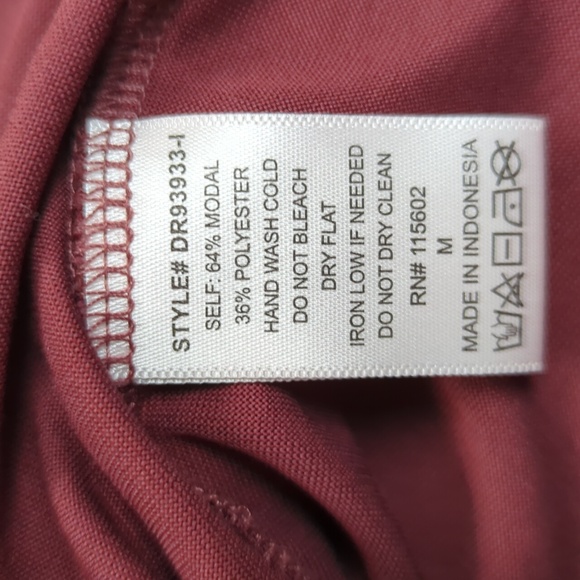 STYLE# DR93933-I
SELF: 64% MODAL
36% POLYESTER
HAND WASH COLD
DO NOT BLEACH
DRY FLAT
IRON LOW IF NEEDED
DO NOT DRY CLEAN
RN# 115602
M
MADE IN INDONESIA